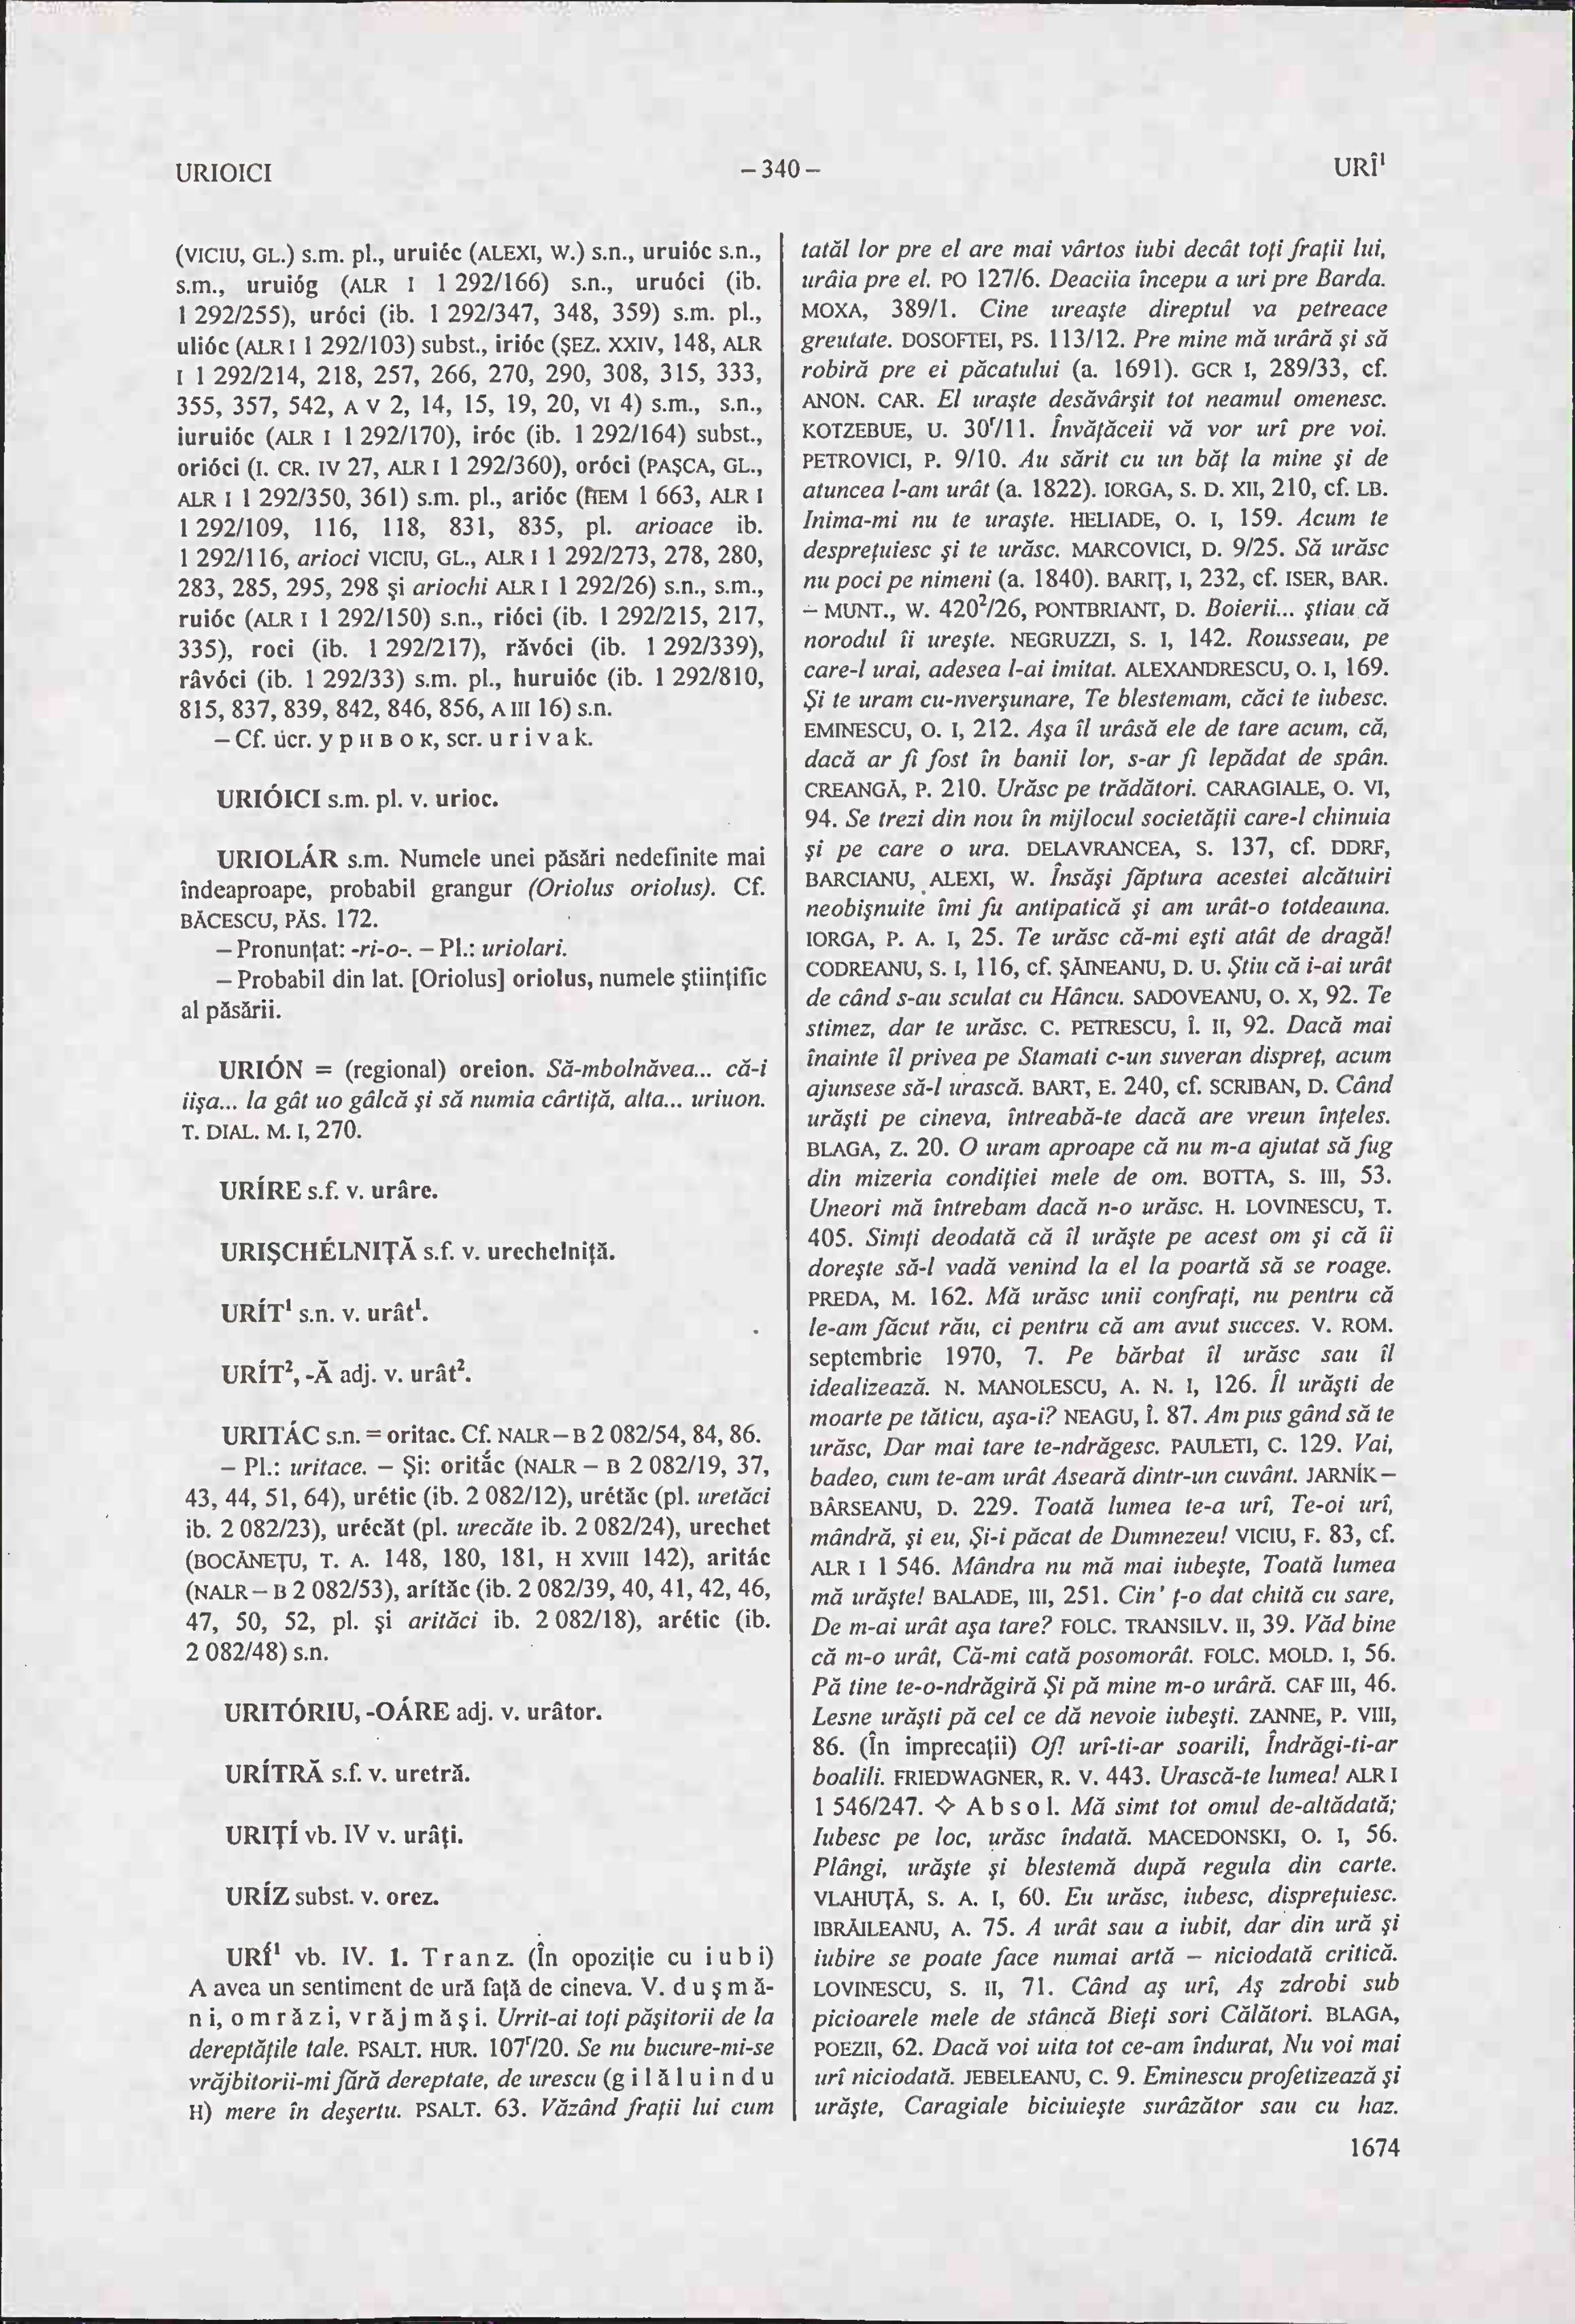 URIOICI
– 340 –
URÎ¹
(VICIU, GL.) s.m. pl., uruiéc (ALEXI, W.) s.n., uruióc s.n.,
s.m., uruióg (ALR I 1 292/166) s.n., uruóci (ib.
1 292/255), uróci (ib. 1 292/347, 348, 359) s.m. pl.,
ulióc (ALR I 1 292/103) subst., irióc (ŞEZ. XXIV, 148, ALR
I 1 292/214, 218, 257, 266, 270, 290, 308, 315, 333,
355, 357, 542, A V 2, 14, 15, 19, 20, VI 4) s.m., s.n.,
iuruióc (ALR I 1 292/170), iróc (ib. 1 292/164) subst.,
orióci (I. CR. IV 27, ALR I 1 292/360), oróci (PAŞCA, GL.,
ALR I 1 292/350, 361) s.m. pl., arióc (HEM 1 663, ALR I
1 292/109, 116, 118, 831, 835, pl. arioace ib.
1 292/116, arioci VICIU, GL., ALR I 1 292/273, 278, 280,
283, 285, 295, 298 şi ariochi ALR I 1 292/26) s.n., s.m.,
ruióc (ALR I 1 292/150) s.n., rióci (ib. 1 292/215, 217,
335), roci (ib. 1 292/217), răvóci (ib. 1 292/339),
râvóci (ib. 1 292/33) s.m. pl., huruióc (ib. 1 292/810,
815, 837, 839, 842, 846, 856, A III 16) s.n.
– Cf. ucr. у р и в о к, scr. u r i v a k.
URIÓICI s.m. pl. v. urioc.
URIOLÁR s.m. Numele unei păsări nedefinite mai
îndeaproape, probabil grangur (Oriolus oriolus). Cf.
BĂCESCU, PĂS. 172.
– Pronunţat: -ri-o-. – Pl.: uriolari.
– Probabil din lat. [Oriolus] oriolus, numele ştiinţific
al păsării.
URIÓN = (regional) oreion. Să-mbolnăvea... că-i
iişa... la gât uo gâlcă şi să numia cârtiţă, alta... uriuon.
T. DIAL. M. I, 270.
URÍRE s.f. v. urâre.
URIŞCHÉLNIŢĂ s.f. v. urechelniţă.
URÍT¹ s.n. v. urât¹.
URÍT², -Ă adj. v. urât².
URITÁC s.n. = oritac. Cf. NALR – B 2 082/54, 84, 86.
– Pl.: uritace. – Şi: oritắc (NALR – B 2 082/19, 37,
43, 44, 51, 64), urétic (ib. 2 082/12), urétăc (pl. uretăci
ib. 2 082/23), urécăt (pl. urecăte ib. 2 082/24), urechet
(BOCĂNEŢU, T. A. 148, 180, 181, H XVIII 142), aritác
(NALR – B 2 082/53), arítăc (ib. 2 082/39, 40, 41, 42, 46,
47, 50, 52, pl. şi arităci ib. 2 082/18), arétic (ib.
2 082/48) s.n.
URITÓRIU, -OÁRE adj. v. urâtor.
URÍTRĂ s.f. v. uretră.
URIŢÍ vb. IV v. urâţi.
URÍZ subst. v. orez.
URÎ́¹ vb. IV. 1. T r a n z. (În opoziţie cu i u b i)
A avea un sentiment de ură faţă de cineva. V. d u ş m ă-
n i, o m r ă z i, v r ă j m ă ş i. Urrit-ai toţi păşitorii de la
dereptăţile tale. PSALT. HUR. 107ʳ/20. Se nu bucure-mi-se
vrăjbitorii-mi fără dereptate, de urescu (g i l ă l u i n d u
H) mere în deşertu. PSALT. 63. Văzând fraţii lui cum
tatăl lor pre el are mai vârtos iubi decât toţi fraţii lui,
urâia pre el. PO 127/6. Deaciia începu a uri pre Barda.
MOXA, 389/1. Cine ureaşte direptul va petreace
greutate. DOSOFTEI, PS. 113/12. Pre mine mă urâră şi să
robiră pre ei păcatului (a. 1691). GCR I, 289/33, cf.
ANON. CAR. El uraşte desăvârşit tot neamul omenesc.
KOTZEBUE, U. 30ʳ/11. Învăţăceii vă vor urî pre voi.
PETROVICI, P. 9/10. Au sărit cu un băţ la mine şi de
atuncea l-am urât (a. 1822). IORGA, S. D. XII, 210, cf. LB.
Inima-mi nu te uraşte. HELIADE, O. I, 159. Acum te
despreţuiesc şi te urăsc. MARCOVICI, D. 9/25. Să urăsc
nu poci pe nimeni (a. 1840). BARIŢ, I, 232, cf. ISER, BAR.
– MUNT., W. 420²/26, PONTBRIANT, D. Boierii... ştiau că
norodul îi ureşte. NEGRUZZI, S. I, 142. Rousseau, pe
care-l urai, adesea l-ai imitat. ALEXANDRESCU, O. I, 169.
Şi te uram cu-nverşunare, Te blestemam, căci te iubesc.
EMINESCU, O. I, 212. Aşa îl urâsă ele de tare acum, că,
dacă ar fi fost în banii lor, s-ar fi lepădat de spân.
CREANGĂ, P. 210. Urăsc pe trădători. CARAGIALE, O. VI,
94. Se trezi din nou în mijlocul societăţii care-l chinuia
şi pe care o ura. DELAVRANCEA, S. 137, cf. DDRF,
BARCIANU, ALEXI, W. Însăşi făptura acestei alcătuiri
neobişnuite îmi fu antipatică şi am urât-o totdeauna.
IORGA, P. A. I, 25. Te urăsc că-mi eşti atât de dragă!
CODREANU, S. I, 116, cf. ŞĂINEANU, D. U. Ştiu că i-ai urât
de când s-au sculat cu Hâncu. SADOVEANU, O. X, 92. Te
stimez, dar te urăsc. C. PETRESCU, Î. II, 92. Dacă mai
înainte îl privea pe Stamati c-un suveran dispreţ, acum
ajunsese să-l urască. BART, E. 240, cf. SCRIBAN, D. Când
urăşti pe cineva, întreabă-te dacă are vreun înţeles.
BLAGA, Z. 20. O uram aproape că nu m-a ajutat să fug
din mizeria condiţiei mele de om. BOTTA, S. III, 53.
Uneori mă întrebam dacă n-o urăsc. H. LOVINESCU, T.
405. Simţi deodată că îl urăşte pe acest om şi că îi
doreşte să-l vadă venind la el la poartă să se roage.
PREDA, M. 162. Mă urăsc unii confraţi, nu pentru că
le-am făcut rău, ci pentru că am avut succes. V. ROM.
septembrie 1970, 7. Pe bărbat îl urăsc sau îl
idealizează. N. MANOLESCU, A. N. I, 126. Îl urăşti de
moarte pe tăticu, aşa-i? NEAGU, Î. 87. Am pus gând să te
urăsc, Dar mai tare te-ndrăgesc. PAULETI, C. 129. Vai,
badeo, cum te-am urât Aseară dintr-un cuvânt. JARNÍK –
BÂRSEANU, D. 229. Toată lumea te-a urî, Te-oi urî,
mândră, şi eu, Şi-i păcat de Dumnezeu! VICIU, F. 83, cf.
ALR I 1 546. Mândra nu mă mai iubeşte, Toată lumea
mă urăşte! BALADE, III, 251. Cin' ţ-o dat chită cu sare,
De m-ai urât aşa tare? FOLC. TRANSILV. II, 39. Văd bine
că m-o urât, Că-mi cată posomorât. FOLC. MOLD. I, 56.
Pă tine te-o-ndrăgiră Şi pă mine m-o urâră. CAF III, 46.
Lesne urăşti pă cel ce dă nevoie iubeşti. ZANNE, P. VIII,
86. (În imprecaţii) Of! urî-ti-ar soarili, Îndrăgi-ti-ar
boalili. FRIEDWAGNER, R. V. 443. Urască-te lumea! ALR I
1 546/247. ◇ A b s o l. Mă simt tot omul de-altădată;
Iubesc pe loc, urăsc îndată. MACEDONSKI, O. I, 56.
Plângi, urăşte şi blestemă după regula din carte.
VLAHUŢĂ, S. A. I, 60. Eu urăsc, iubesc, dispreţuiesc.
IBRĂILEANU, A. 75. A urât sau a iubit, dar din ură şi
iubire se poate face numai artă – niciodată critică.
LOVINESCU, S. II, 71. Când aş urî, Aş zdrobi sub
picioarele mele de stâncă Bieţi sori Călători. BLAGA,
POEZII, 62. Dacă voi uita tot ce-am îndurat, Nu voi mai
urî niciodată. JEBELEANU, C. 9. Eminescu profetizează şi
urăşte, Caragiale biciuieşte surâzător sau cu haz.
1674